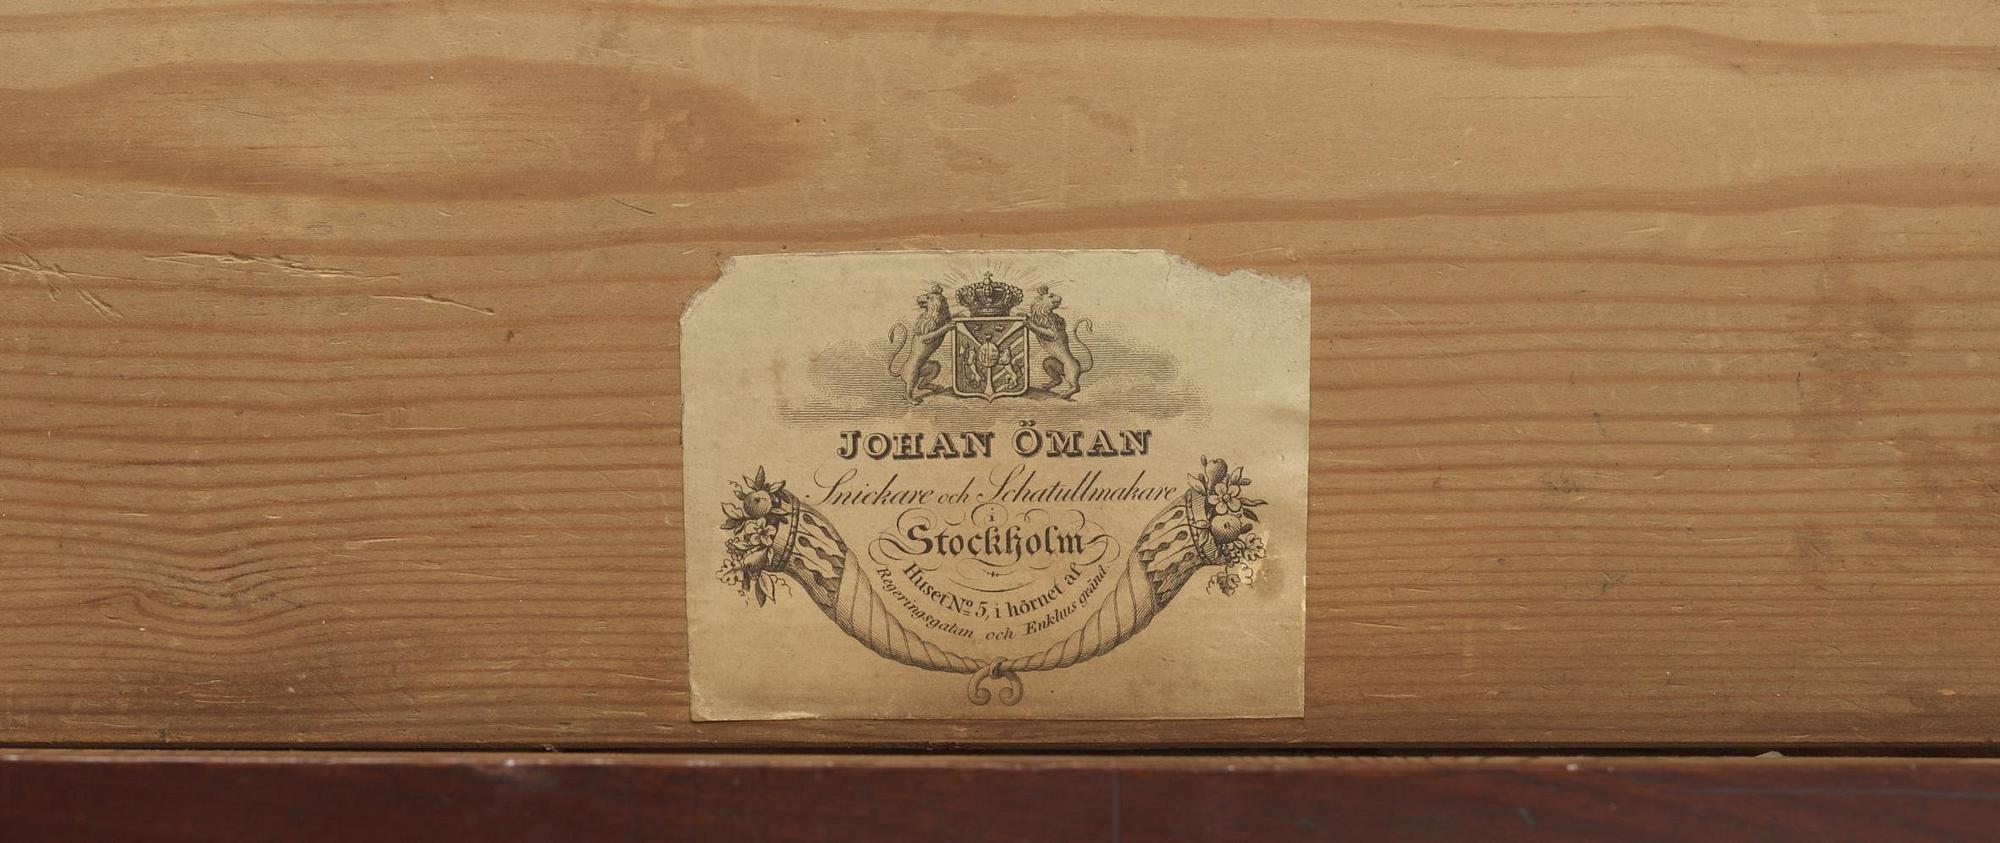 JOHAN ÖMAN
Snickare och Schatullmakare
i
Stockholm
Huset No 5, i hörnet af
Regeringsgatan och Enkhus gränd.